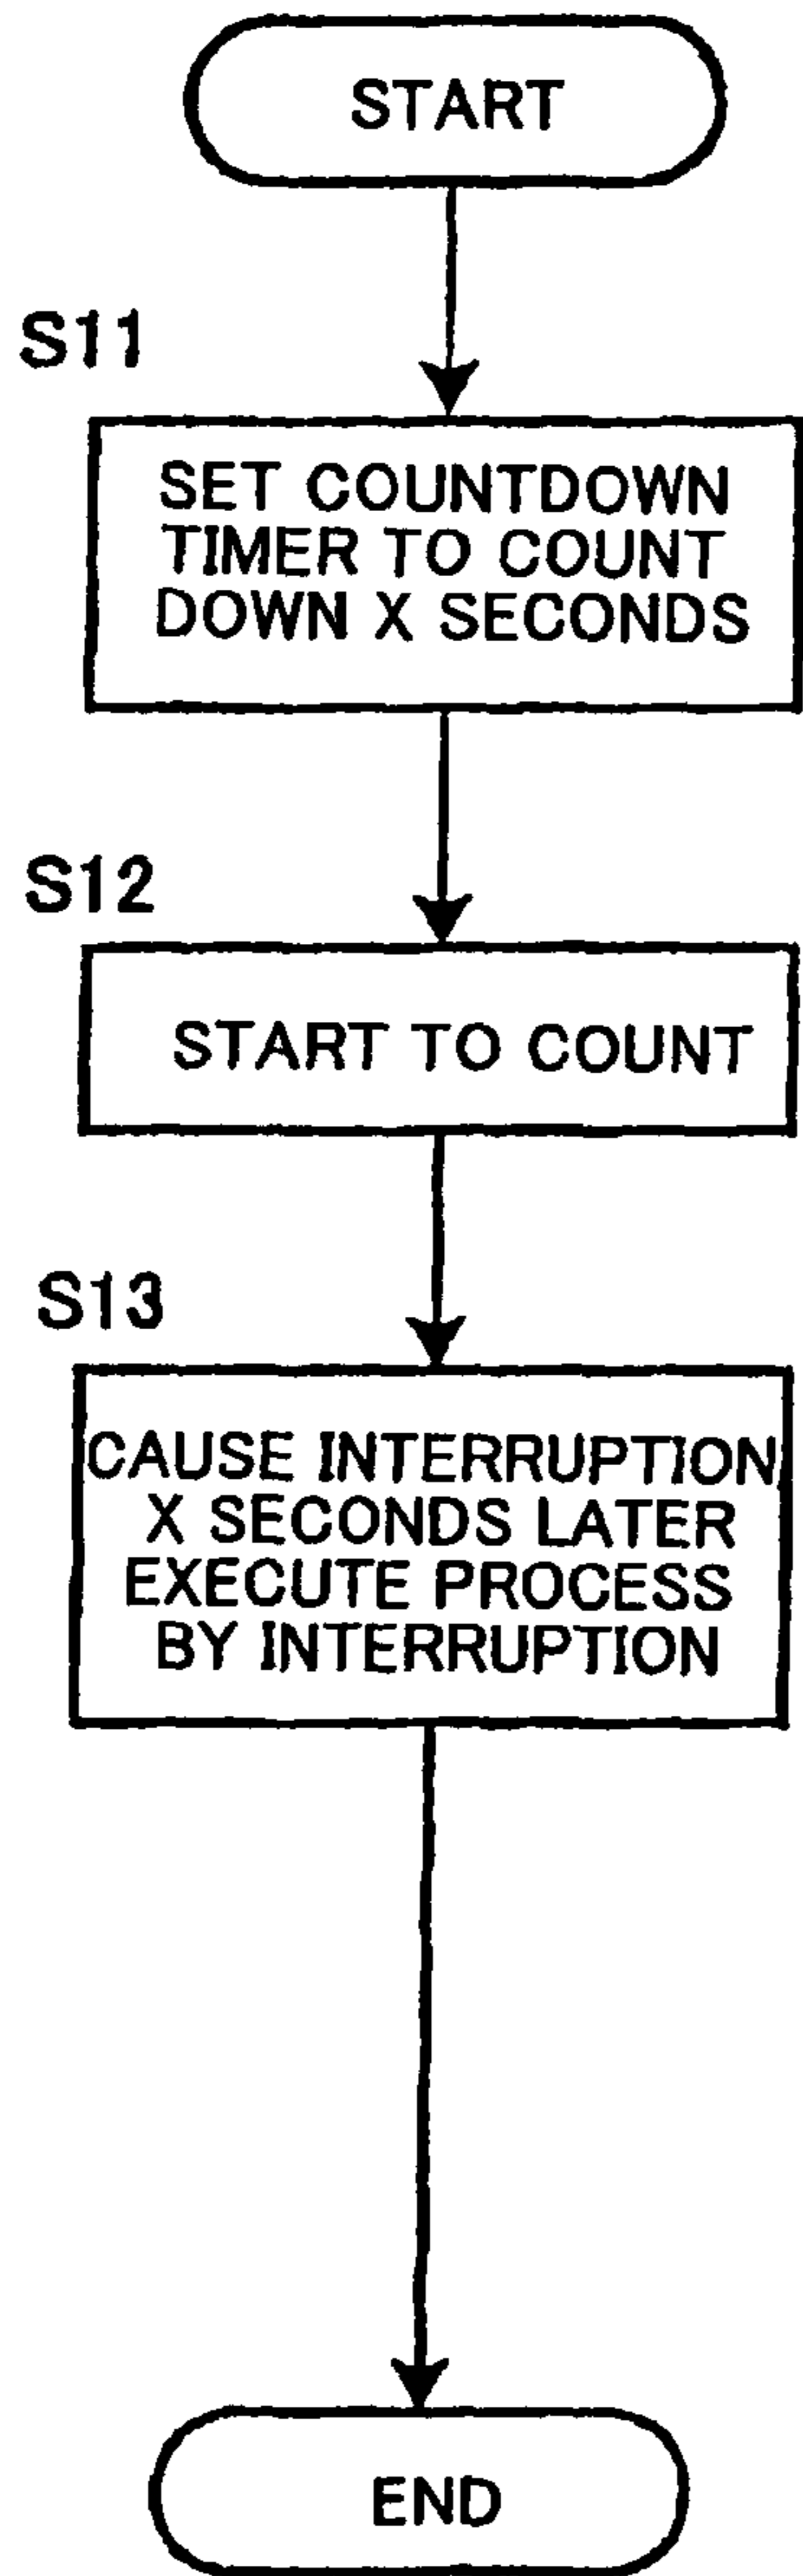 START
S11
SET COUNTDOWN
TIMER TO COUNT
DOWN X SECONDS
S12
START TO COUNT
S13
CAUSE INTERRUPTION
X SECONDS LATER
EXECUTE PROCESS
BY INTERRUPTION
END